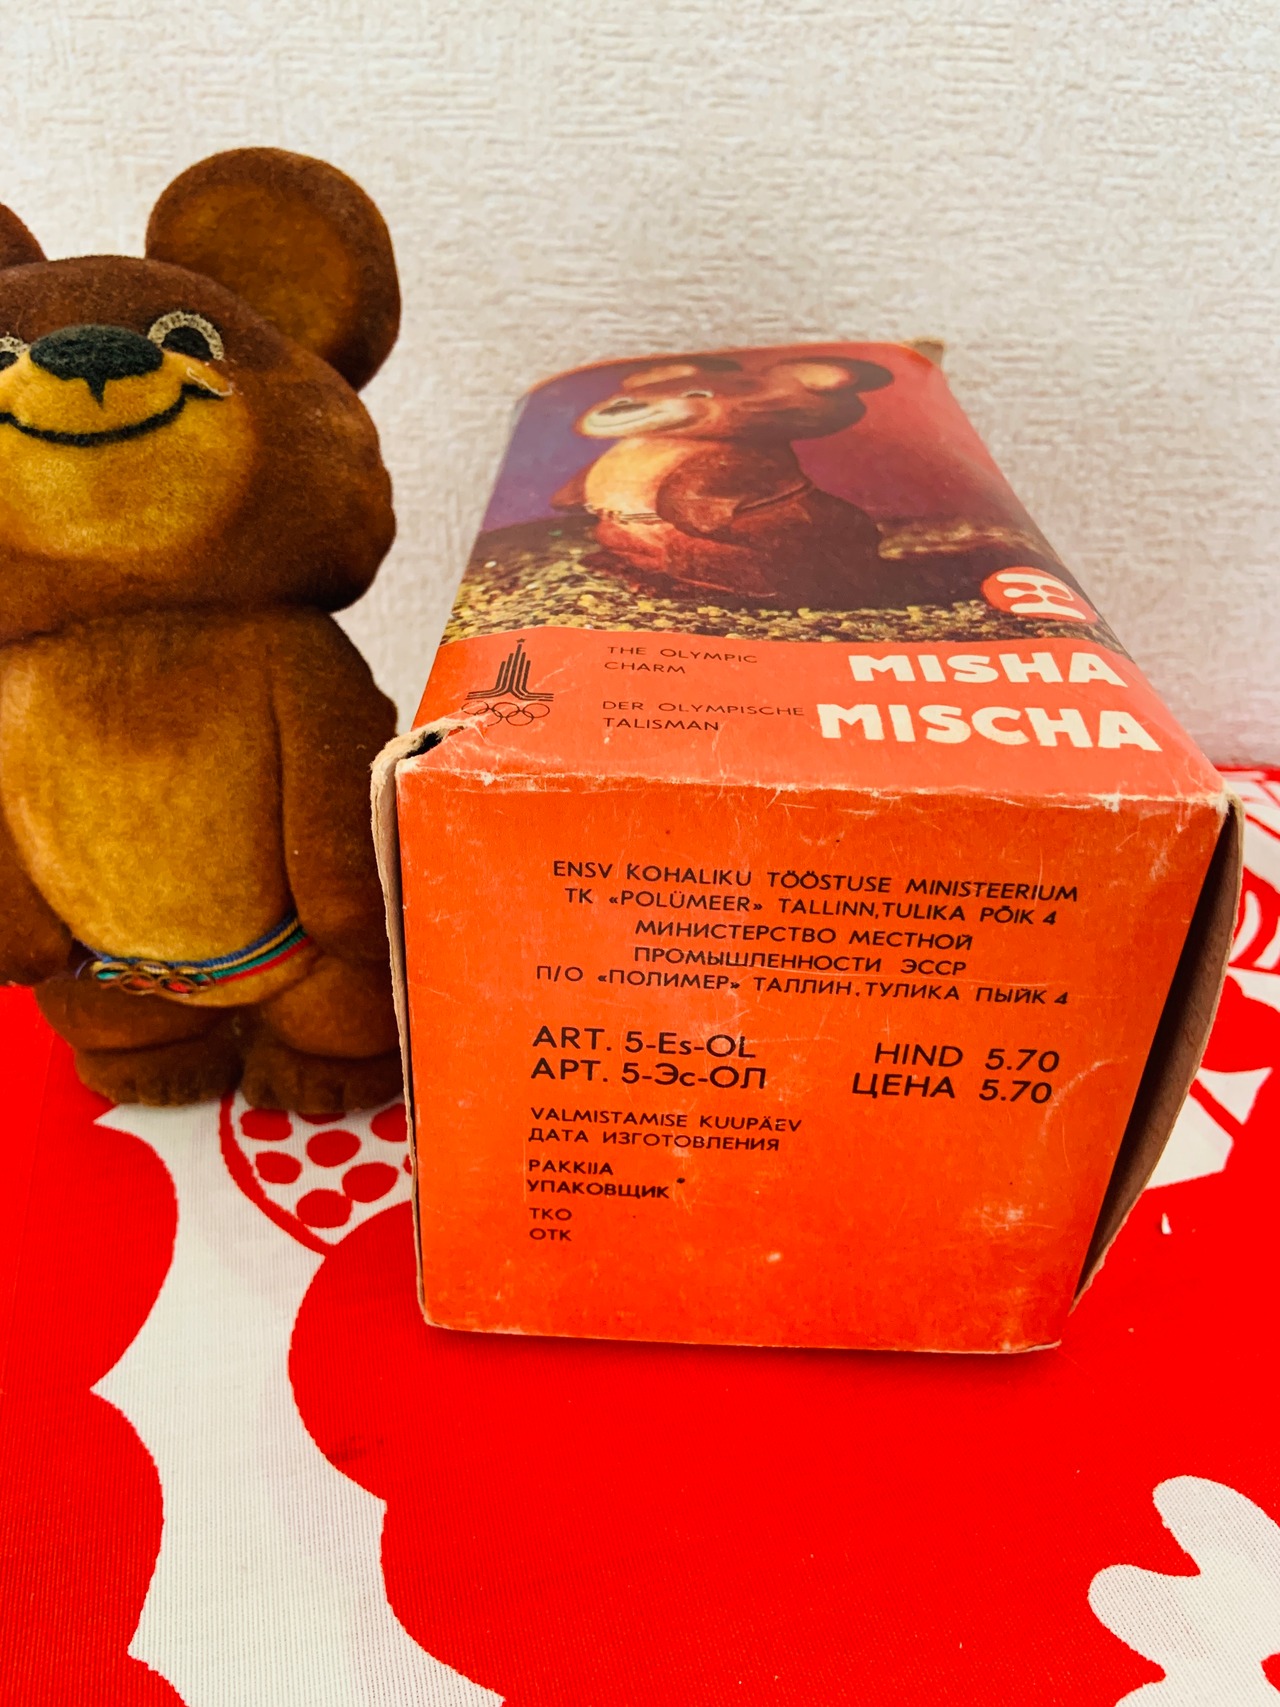 THE OLYMPIC
CHARM
MISHA
DER OLYMPISCHE
TALISMAN
MISCHA
ENSV KOHALIKU TÖÖSTUSE MINISTEERIUM
TK «POLÜMEER» TALLINN,TULIKA PÕIK 4
МИНИСТЕРСТВО МЕСТНОЙ
ПРОМЫШЛЕННОСТИ ЭССР
П/О «ПОЛИМЕР» ТАЛЛИН,ТУЛИКА ПЫЙК 4
ART. 5-Es-OL HIND 5.70
АРТ. 5-Эс-ОЛ ЦЕНА 5.70
VALMISTAMISE KUUPÄEV
ДАТА ИЗГОТОВЛЕНИЯ
PAKKIJA
УПАКОВЩИК
TKO
ОТК